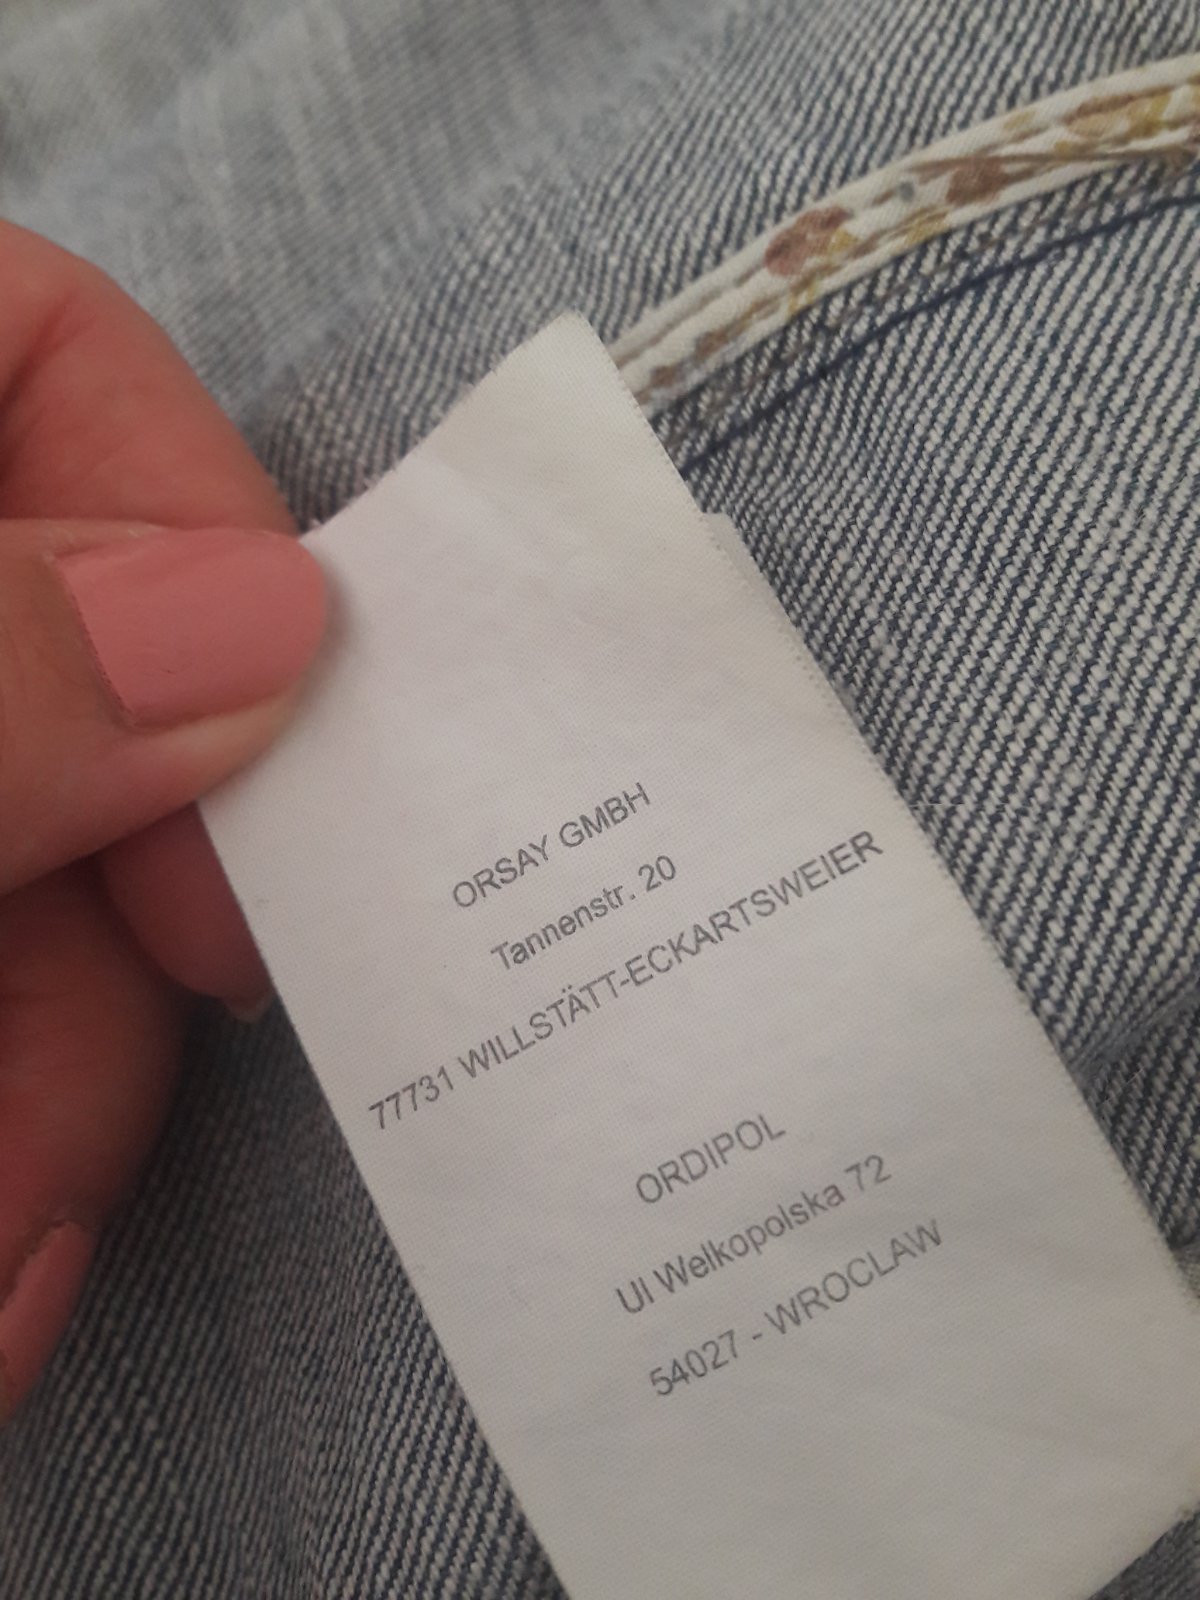 ORSAY GMBH
Tannenstr. 20
77731 WILLSTÄTT-ECKARTSWEIER
ORDIPOL
Ul Welkopolska 72
54027 - WROCLAW